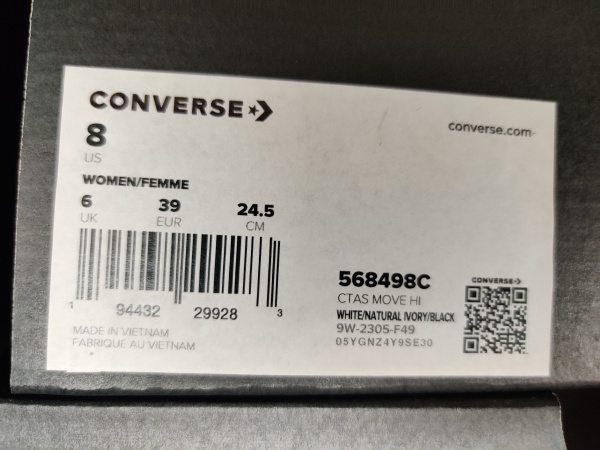 CONVERSE
converse.com
8
US
WOMEN/FEMME
6 39 24.5
UK EUR CM
1 94432 29928 3
MADE IN VIETNAM
FABRIQUE AU VIETNAM
568498C
CTAS MOVE HI
WHITE/NATURAL IVORY/BLACK
9W-2305-F49
05YGNZ4Y9SE30
CONVERSE